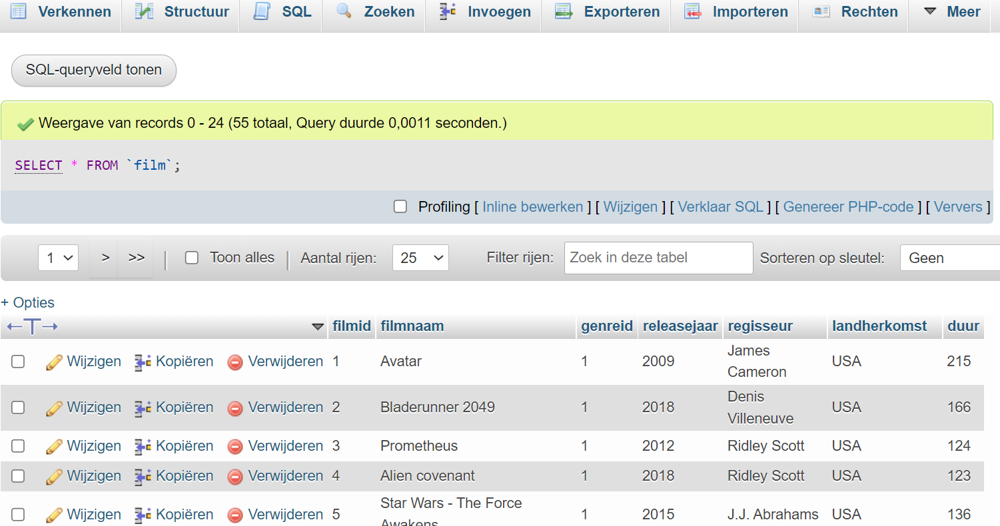 Verkennen Structuur SQL Zoeken Invoegen Exporteren Importeren Rechten Meer
SQL-queryveld tonen
Weergave van records 0 - 24 (55 totaal, Query duurde 0,0011 seconden.)
SELECT * FROM `film`;
Profiling [ Inline bewerken ] [ Wijzigen ] [ Verklaar SQL ] [ Genereer PHP-code ] [ Ververs ]
1 > >> | Toon alles | Aantal rijen: 25 Filter rijen: Zoek in deze tabel Sorteren op sleutel: Geen
+ Opties
←T→ filmid filmnaam genreid releasejaar regisseur landherkomst duur
Wijzigen Kopiëren Verwijderen 1 Avatar 1 2009 James Cameron USA 215
Wijzigen Kopiëren Verwijderen 2 Bladerunner 2049 1 2018 Denis Villeneuve USA 166
Wijzigen Kopiëren Verwijderen 3 Prometheus 1 2012 Ridley Scott USA 124
Wijzigen Kopiëren Verwijderen 4 Alien covenant 1 2018 Ridley Scott USA 123
Wijzigen Kopiëren Verwijderen 5 Star Wars - The Force Awakens 1 2015 J.J. Abrahams USA 136